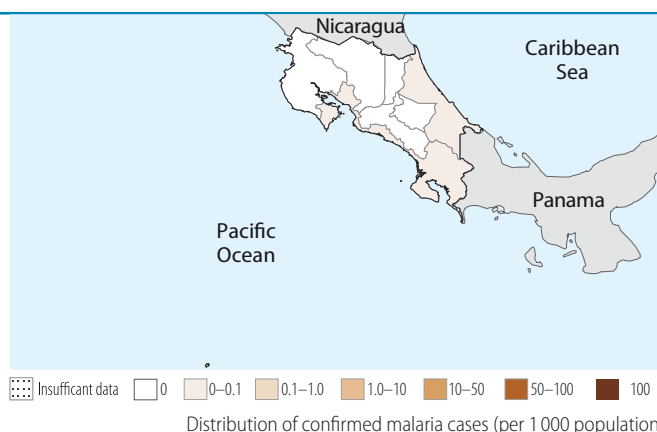 Nicaragua
Caribbean
Sea
Panama
Pacific
Ocean
Insufficant data 0 0–0.1 0.1–1.0 1.0–10 10–50 50–100 100
Distribution of confirmed malaria cases (per 1 000 population